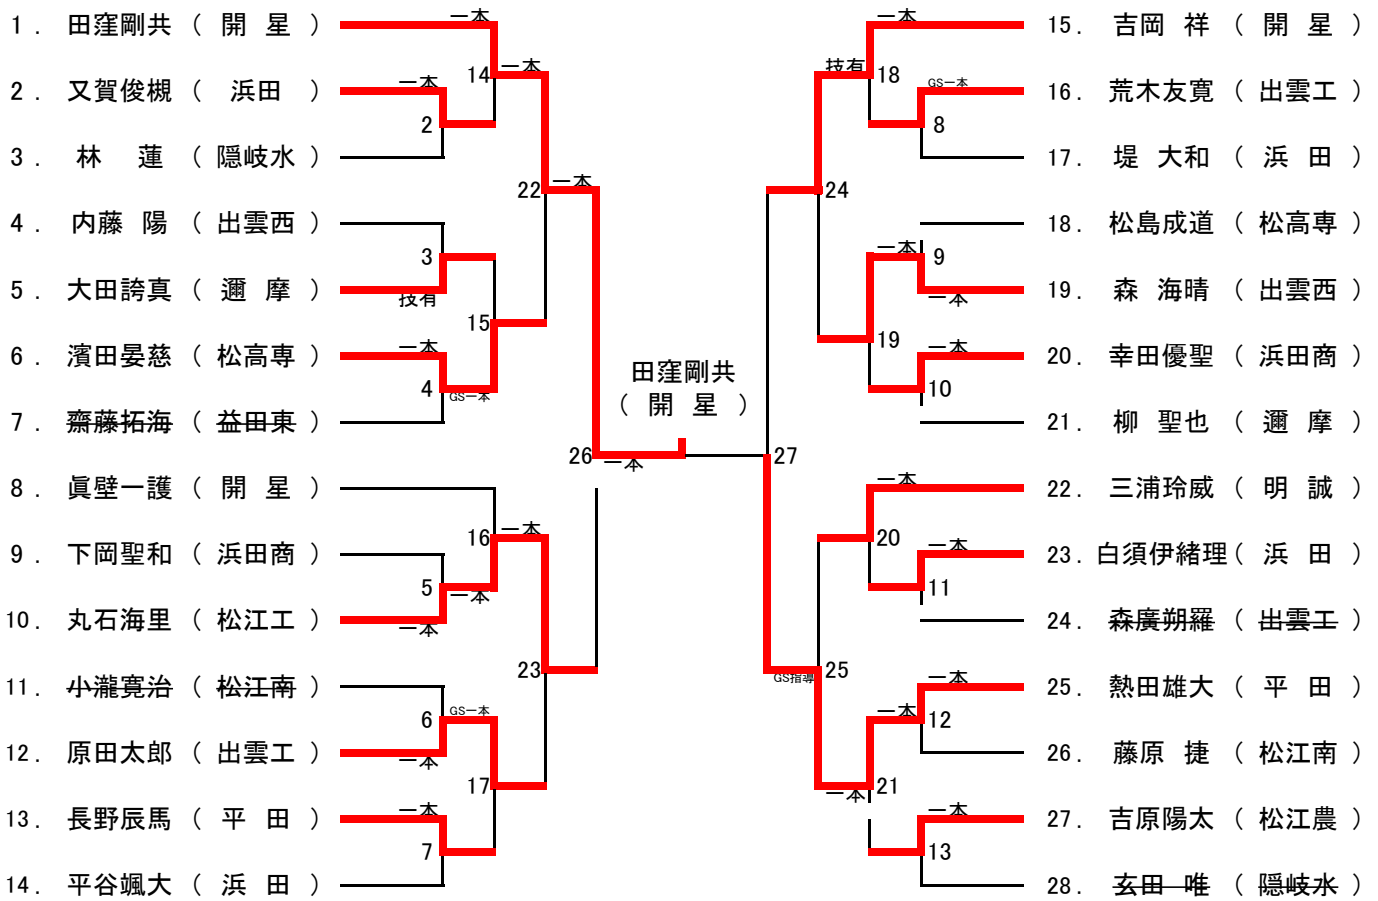 1. 田窪剛共 ( 開 星 )
2. 又賀俊槻 ( 浜田 )
3. 林 蓮 ( 隠岐水 )
4. 内藤 陽 ( 出雲西 )
5. 大田誇真 ( 邇 摩 )
6. 濱田晏慈 ( 松高専 )
7. 齋藤拓海 ( 益田東 )
8. 眞壁一護 ( 開 星 )
9. 下岡聖和 ( 浜田商 )
10. 丸石海里 ( 松江工 )
11. 小瀧寛治 ( 松江南 )
12. 原田太郎 ( 出雲工 )
13. 長野辰馬 ( 平 田 )
14. 平谷颯大 ( 浜 田 )
一本
14
一本
一本
2
22
一本
3
技有
15
一本
4
GS一本
26
一本
16
一本
5
一本
一本
23
6
GS一本
一本
17
一本
7
田窪剛共
( 開 星 )
一本
技有
18
GS一本
8
24
一本
9
一本
19
一本
10
27
一本
20
一本
11
25
GS指導
一本
一本
12
一本
21
一本
13
15. 吉岡 祥 ( 開 星 )
16. 荒木友寛 ( 出雲工 )
17. 堤 大和 ( 浜 田 )
18. 松島成道 ( 松高専 )
19. 森 海晴 ( 出雲西 )
20. 幸田優聖 ( 浜田商 )
21. 柳 聖也 ( 邇 摩 )
22. 三浦玲威 ( 明 誠 )
23. 白須伊緒理( 浜 田 )
24. 森廣朔羅 ( 出雲工 )
25. 熱田雄大 ( 平 田 )
26. 藤原 捷 ( 松江南 )
27. 吉原陽太 ( 松江農 )
28. 玄田 唯 ( 隠岐水 )